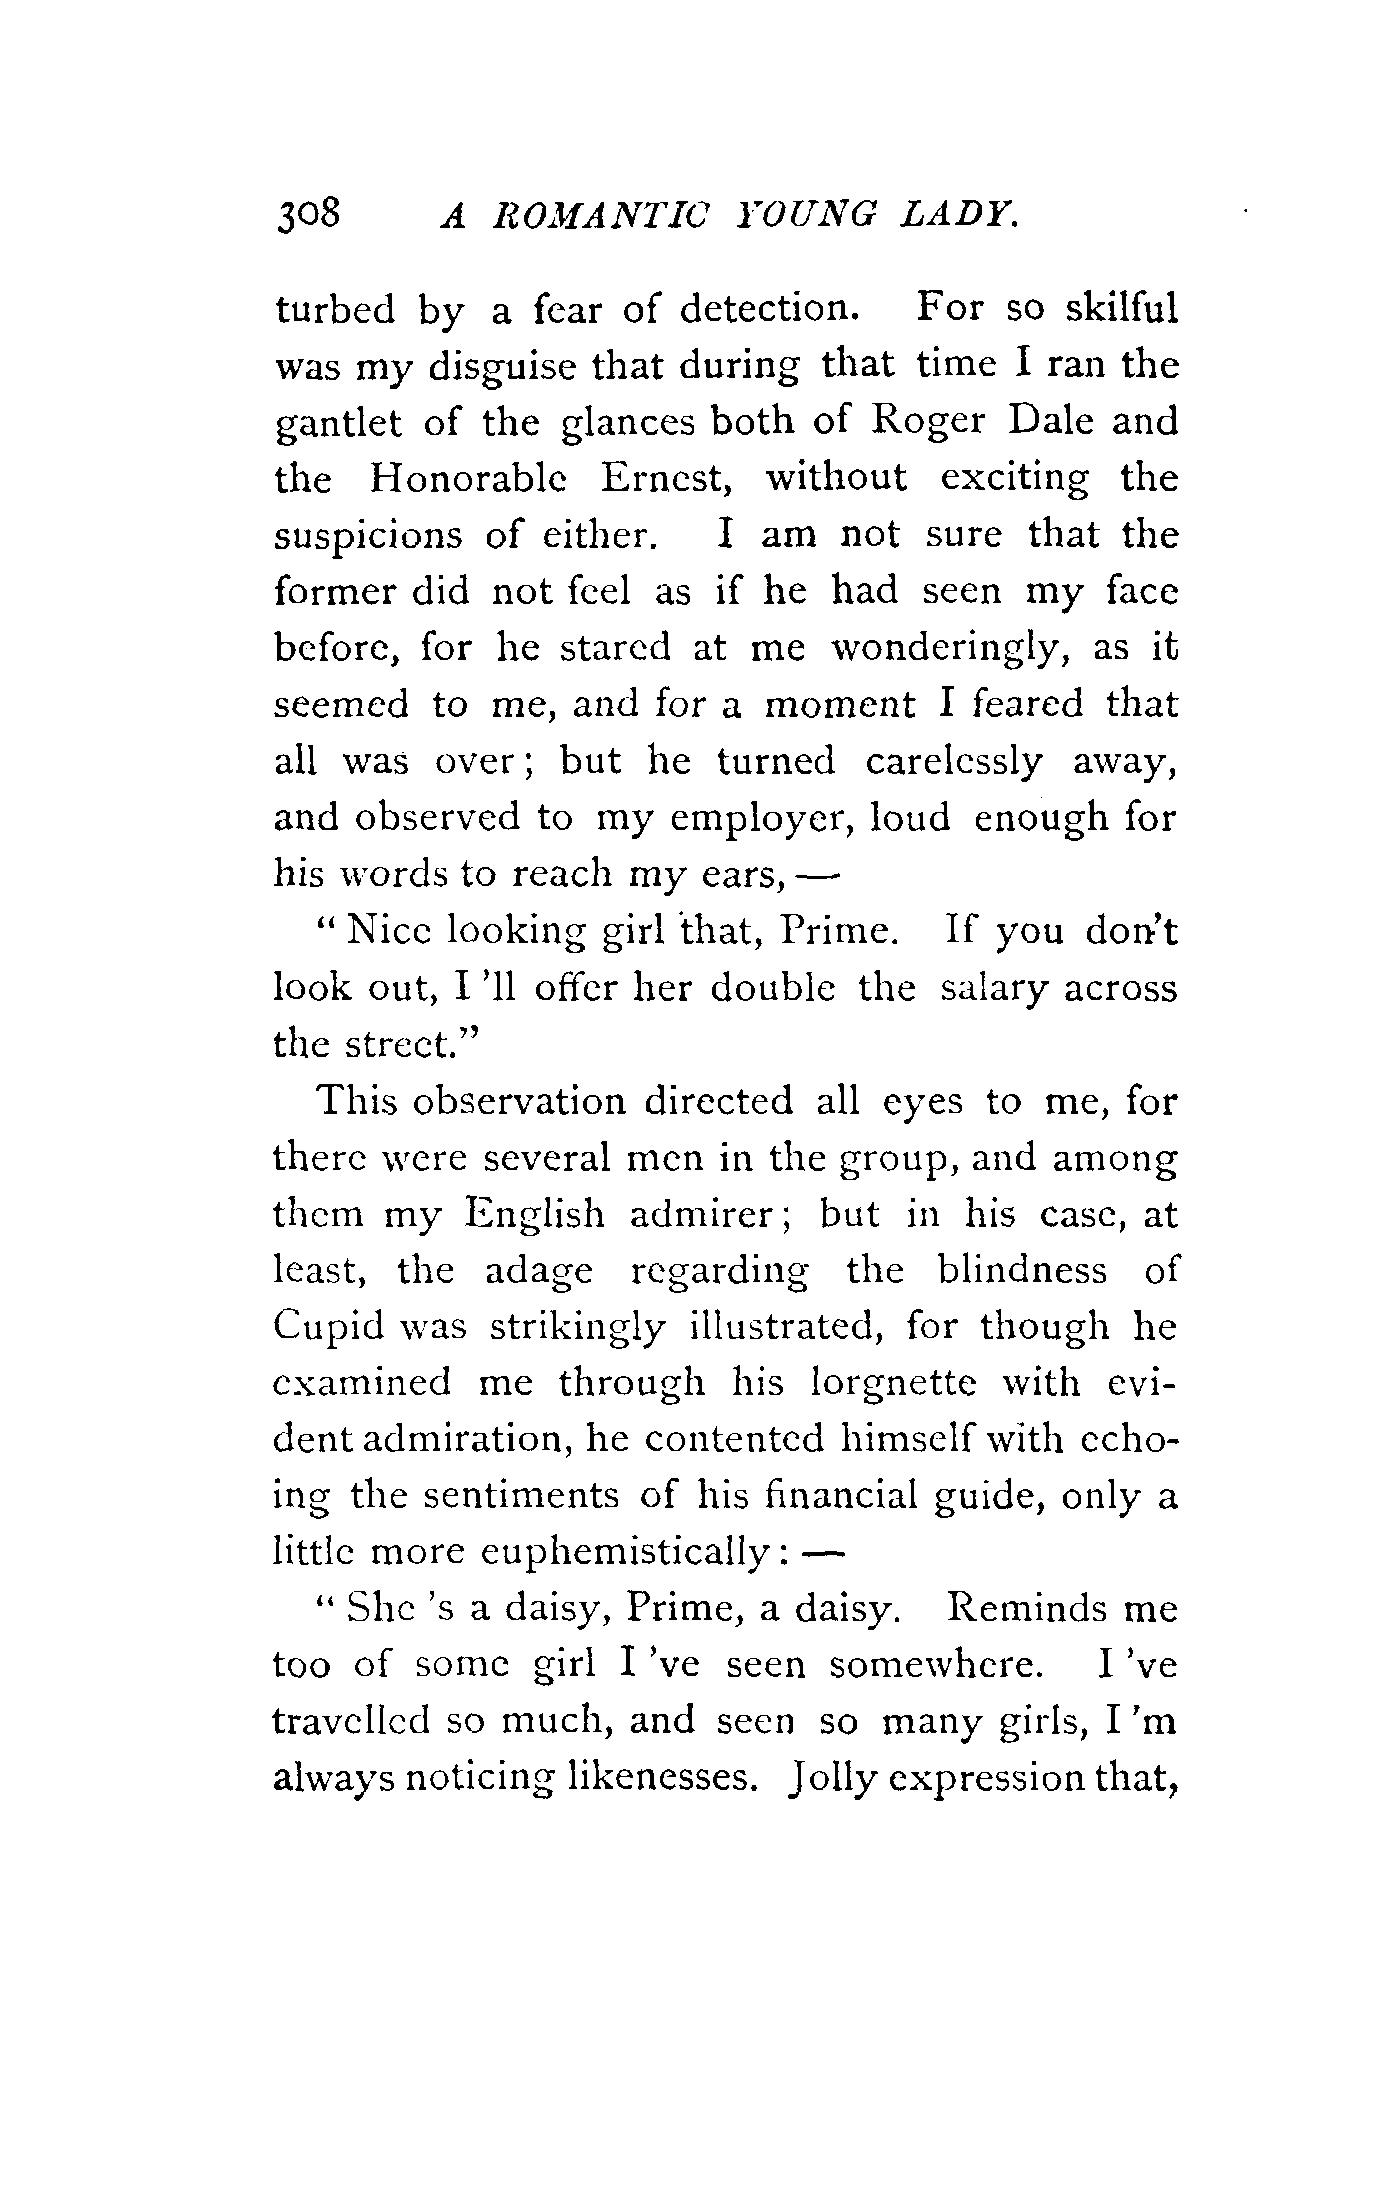 308 A ROMANTIC YOUNG LADY.
turbed by a fear of detection. For so skilful
was my disguise that during that time I ran the
gantlet of the glances both of Roger Dale and
the Honorable Ernest, without exciting the
suspicions of either. I am not sure that the
former did not feel as if he had seen my face
before, for he stared at me wonderingly, as it
seemed to me, and for a moment I feared that
all was over; but he turned carelessly away,
and observed to my employer, loud enough for
his words to reach my ears, —
“ Nice looking girl that, Prime. If you don't
look out, I 'll offer her double the salary across
the street.”
This observation directed all eyes to me, for
there were several men in the group, and among
them my English admirer; but in his case, at
least, the adage regarding the blindness of
Cupid was strikingly illustrated, for though he
examined me through his lorgnette with evi-
dent admiration, he contented himself with echo-
ing the sentiments of his financial guide, only a
little more euphemistically: —
“ She 's a daisy, Prime, a daisy. Reminds me
too of some girl I 've seen somewhere. I 've
travelled so much, and seen so many girls, I 'm
always noticing likenesses. Jolly expression that,